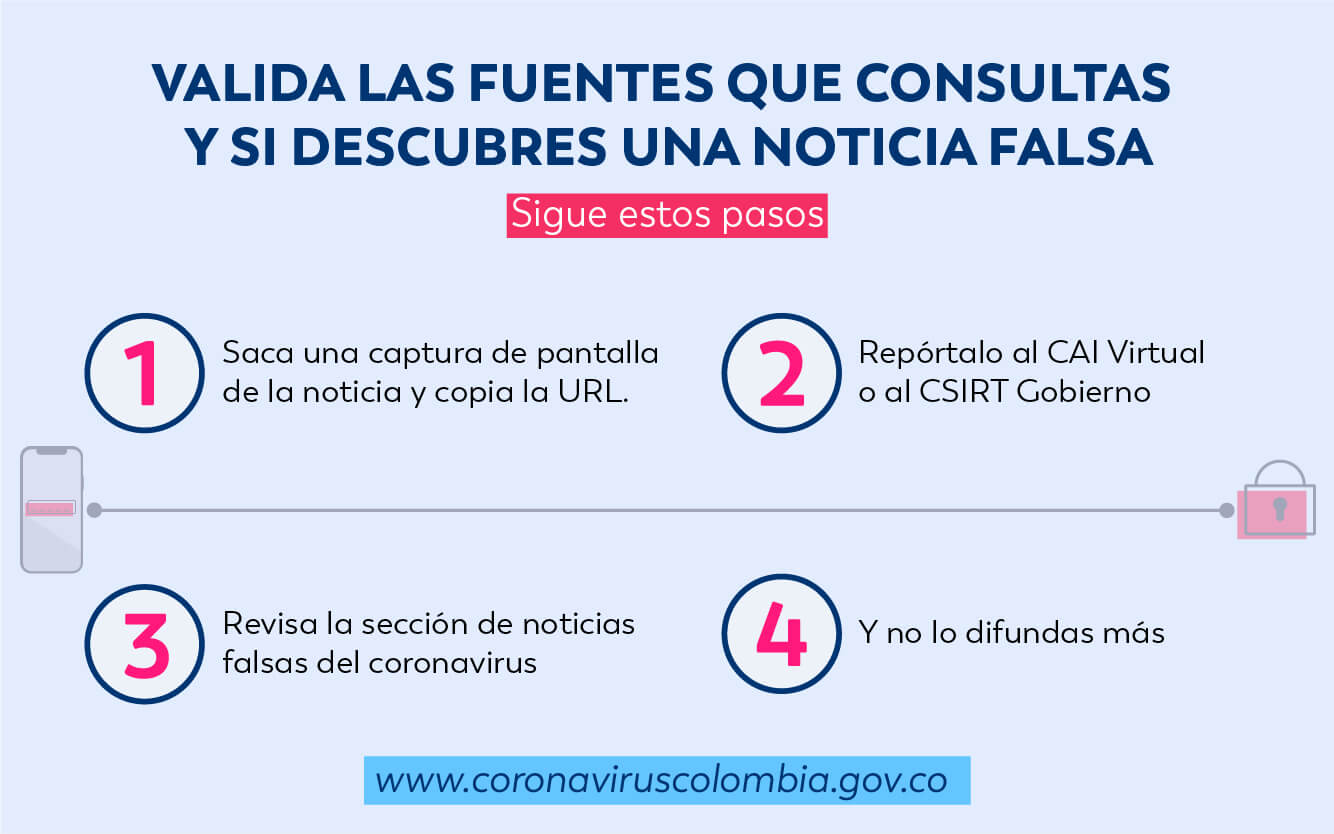 VALIDA LAS FUENTES QUE CONSULTAS
Y SI DESCUBRES UNA NOTICIA FALSA
Sigue estos pasos
1
Saca una captura de pantalla
de la noticia y copia la URL.
2
Repórtalo al CAI Virtual
o al CSIRT Gobierno
3
Revisa la sección de noticias
falsas del coronavirus
4
Y no lo difundas más
www.coronaviruscolombia.gov.co